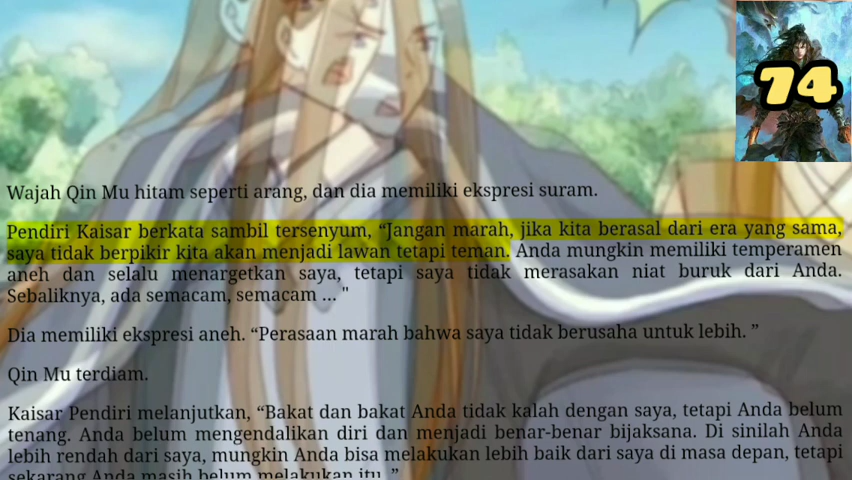 74
Wajah Qin Mu hitam seperti arang, dan dia memiliki ekspresi suram.
Pendiri Kaisar berkata sambil tersenyum, “Jangan marah, jika kita berasal dari era yang sama,
saya tidak berpikir kita akan menjadi lawan tetapi teman. Anda mungkin memiliki temperamen
aneh dan selalu menargetkan saya, tetapi saya tidak merasakan niat buruk dari Anda.
Sebaliknya, ada semacam, semacam ... "
Dia memiliki ekspresi aneh. “Perasaan marah bahwa saya tidak berusaha untuk lebih. ”
Qin Mu terdiam.
Kaisar Pendiri melanjutkan, “Bakat dan bakat Anda tidak kalah dengan saya, tetapi Anda belum
tenang. Anda belum mengendalikan diri dan menjadi benar-benar bijaksana. Di sinilah Anda
lebih rendah dari saya, mungkin Anda bisa melakukan lebih baik dari saya di masa depan, tetapi
sekarang Anda masih belum melakukan itu. ”